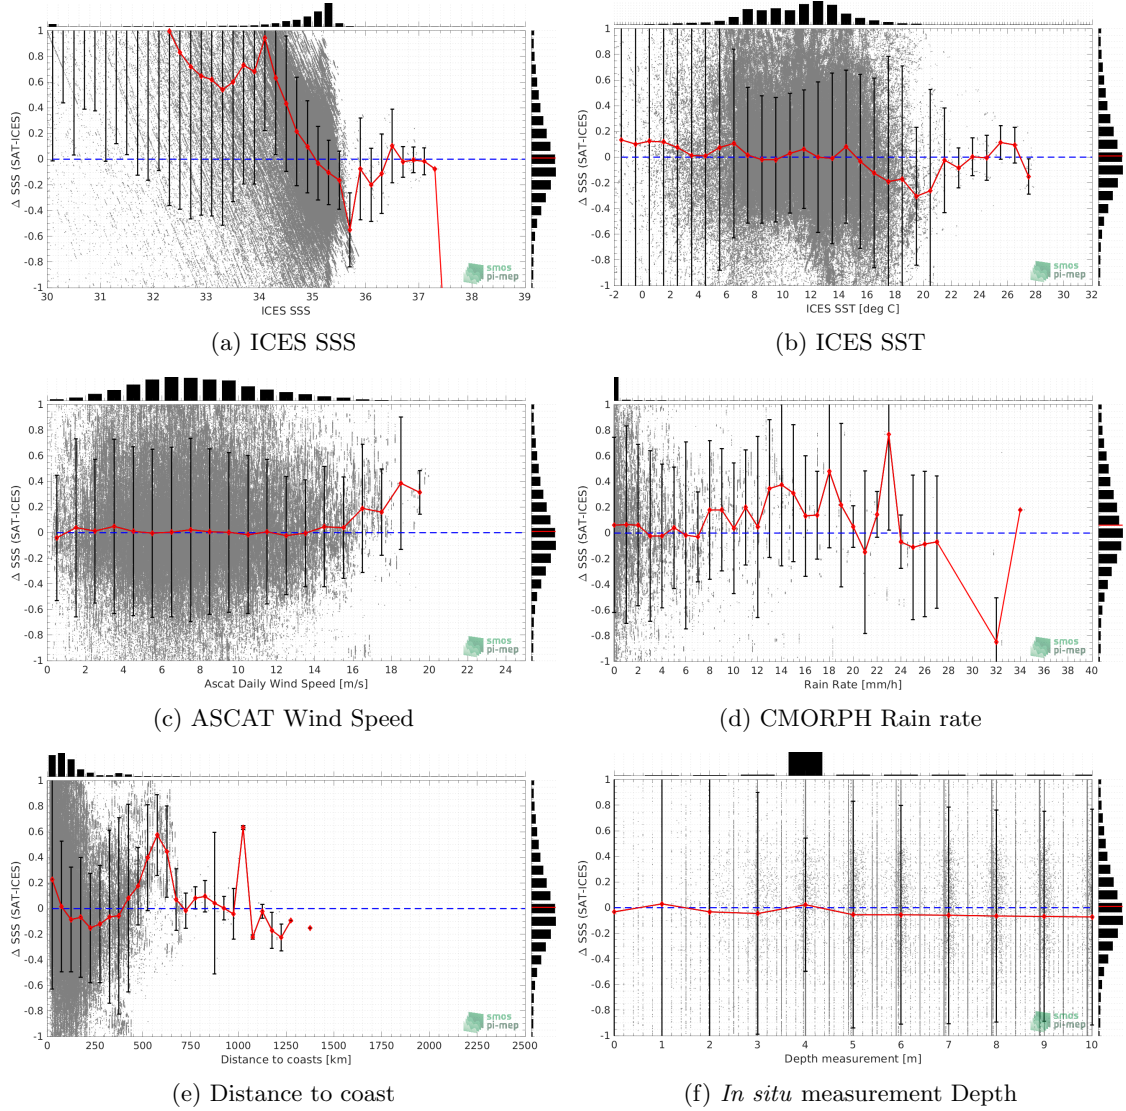 1
0.8
0.6
0.4
0.2
0
-0.2
-0.4
-0.6
-0.8
-1
Δ SSS (SAT-ICES)
30 31 32 33 34 35 36 37 38 39
ICES SSS
smos
pi-mep
(a) ICES SSS
1
0.8
0.6
0.4
0.2
0
-0.2
-0.4
-0.6
-0.8
-1
Δ SSS (SAT-ICES)
-2 0 2 4 6 8 10 12 14 16 18 20 22 24 26 28 30 32
ICES SST [deg C]
smos
pi-mep
(b) ICES SST
1
0.8
0.6
0.4
0.2
0
-0.2
-0.4
-0.6
-0.8
-1
Δ SSS (SAT-ICES)
0 2 4 6 8 10 12 14 16 18 20 22 24
Ascat Daily Wind Speed [m/s]
smos
pi-mep
(c) ASCAT Wind Speed
1
0.8
0.6
0.4
0.2
0
-0.2
-0.4
-0.6
-0.8
-1
Δ SSS (SAT-ICES)
0 2 4 6 8 10 12 14 16 18 20 22 24 26 28 30 32 34 36 38 40
Rain Rate [mm/h]
smos
pi-mep
(d) CMORPH Rain rate
1
0.8
0.6
0.4
0.2
0
-0.2
-0.4
-0.6
-0.8
-1
Δ SSS (SAT-ICES)
0 250 500 750 1000 1250 1500 1750 2000 2250 2500
Distance to coasts [km]
smos
pi-mep
(e) Distance to coast
1
0.8
0.6
0.4
0.2
0
-0.2
-0.4
-0.6
-0.8
-1
Δ SSS (SAT-ICES)
0 1 2 3 4 5 6 7 8 9 10
Depth measurement [m]
smos
pi-mep
(f) In situ measurement Depth